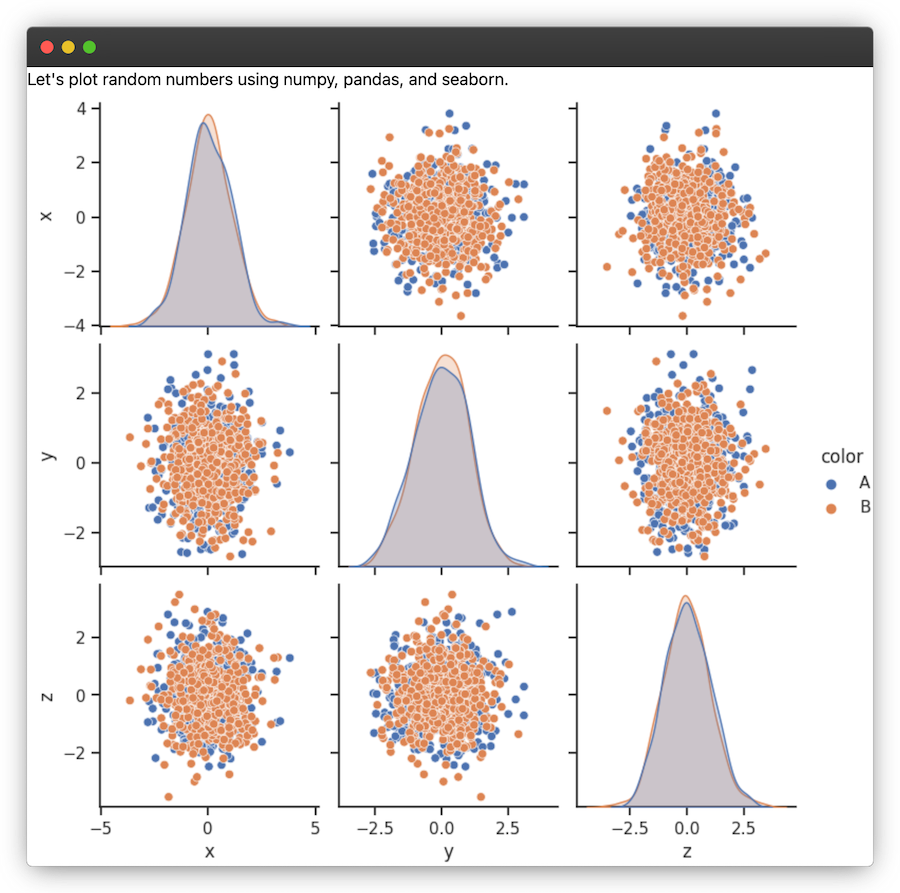 Let's plot random numbers using numpy, pandas, and seaborn.
4
2
0
−2
−4
x
2
0
−2
y
color
A
B
2
0
−2
z
−5 0 5 −2.5 0.0 2.5 −2.5 0.0 2.5
x y z